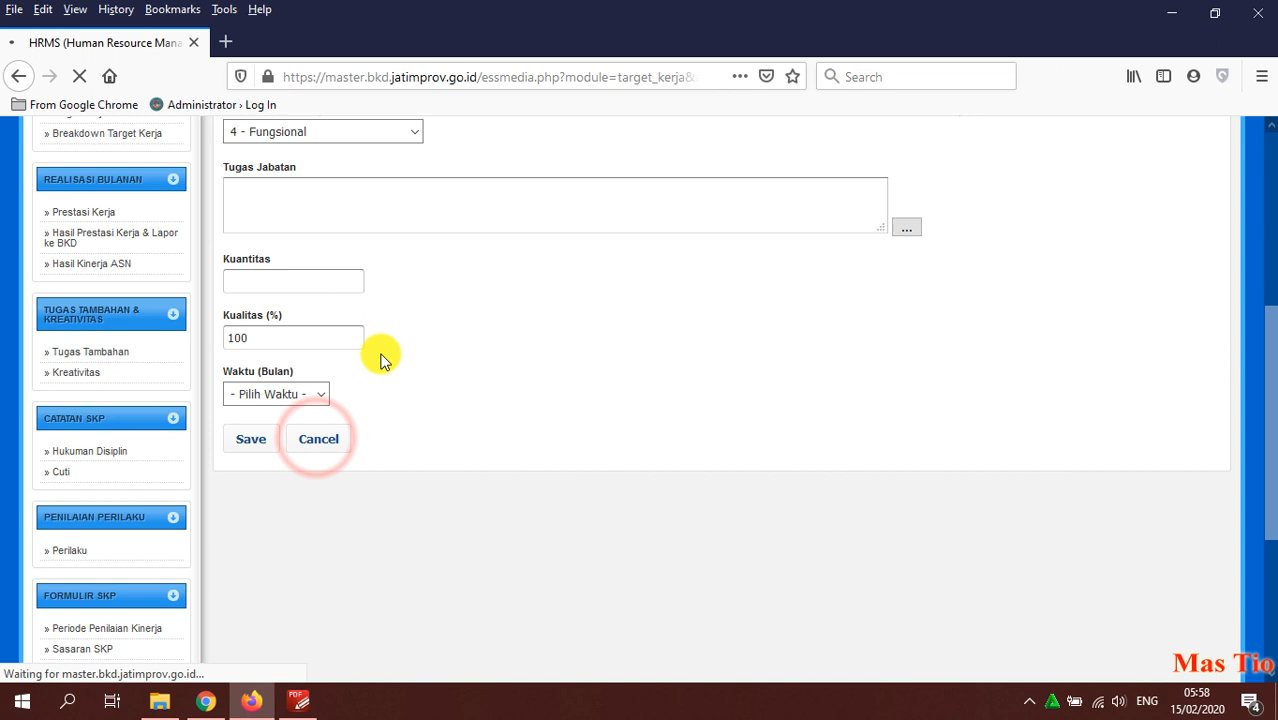 File Edit View History Bookmarks Tools Help
HRMS (Human Resource Mana
https://master.bkd.jatimprov.go.id/essmedia.php?module=target_kerja&
Search
From Google Chrome Administrator › Log In
» Breakdown Target Kerja
REALISASI BULANAN
» Prestasi Kerja
» Hasil Prestasi Kerja & Lapor
ke BKD
» Hasil Kinerja ASN
TUGAS TAMBAHAN &
KREATIVITAS
» Tugas Tambahan
» Kreativitas
CATATAN SKP
» Hukuman Disiplin
» Cuti
PENILAIAN PERILAKU
» Perilaku
FORMULIR SKP
» Periode Penilaian Kinerja
» Sasaran SKP
4 - Fungsional
Tugas Jabatan
...
Kuantitas
Kualitas (%)
100
Waktu (Bulan)
- Pilih Waktu -
Save Cancel
Mas Tio
Waiting for master.bkd.jatimprov.go.id...
PDF
ENG
05:58
15/02/2020
4